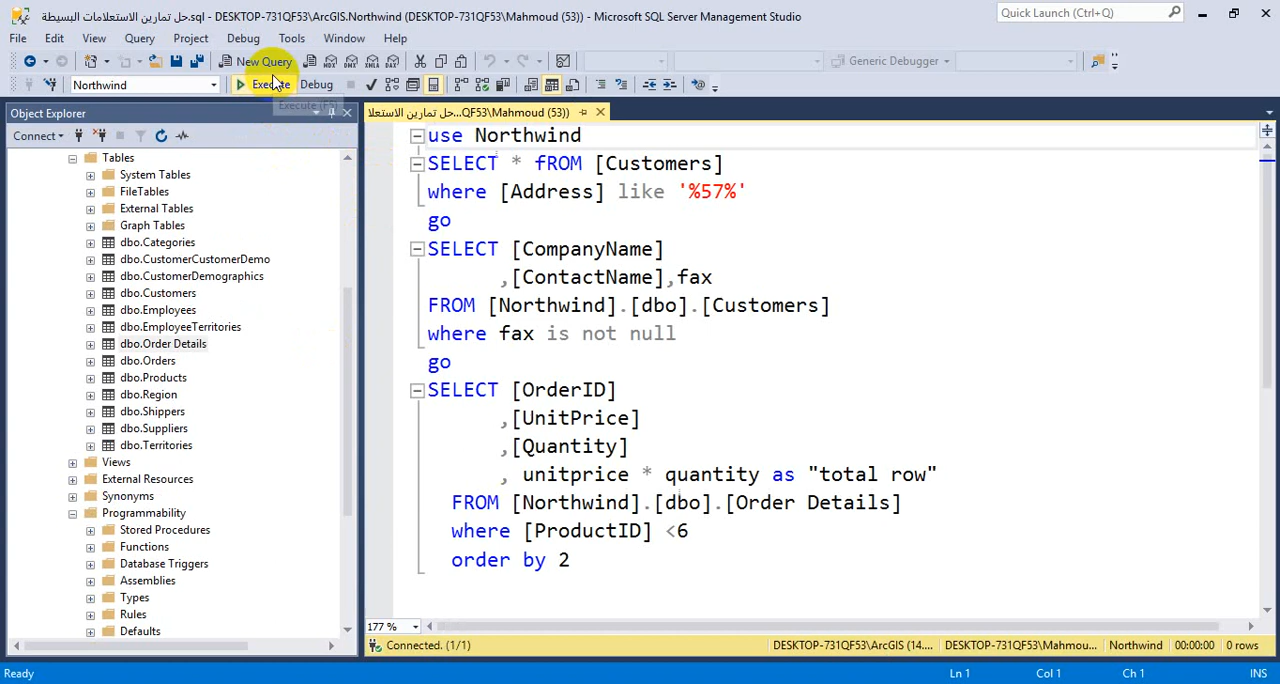 حل تمارين الاستعلامات البسيطة.sql - DESKTOP-731QF53\ArcGIS.Northwind (DESKTOP-731QF53\Mahmoud (53)) - Microsoft SQL Server Management Studio
Quick Launch (Ctrl+Q)
File Edit View Query Project Debug Tools Window Help
New Query
MDX DMX XMLA DAX
Generic Debugger
Northwind
Execute Debug
Execute (F5)
Object Explorer
حل تمارين الاستعلا...QF53\Mahmoud (53))
Connect
Tables
System Tables
FileTables
External Tables
Graph Tables
dbo.Categories
dbo.CustomerCustomerDemo
dbo.CustomerDemographics
dbo.Customers
dbo.Employees
dbo.EmployeeTerritories
dbo.Order Details
dbo.Orders
dbo.Products
dbo.Region
dbo.Shippers
dbo.Suppliers
dbo.Territories
Views
External Resources
Synonyms
Programmability
Stored Procedures
Functions
Database Triggers
Assemblies
Types
Rules
Defaults
use Northwind
SELECT * fROM [Customers]
where [Address] like '%57%'
go
SELECT [CompanyName]
,[ContactName],fax
FROM [Northwind].[dbo].[Customers]
where fax is not null
go
SELECT [OrderID]
,[UnitPrice]
,[Quantity]
, unitprice * quantity as "total row"
FROM [Northwind].[dbo].[Order Details]
where [ProductID] <6
order by 2
177 %
Connected. (1/1) DESKTOP-731QF53\ArcGIS (14.... DESKTOP-731QF53\Mahmou... Northwind 00:00:00 0 rows
Ready Ln 1 Col 1 Ch 1 INS